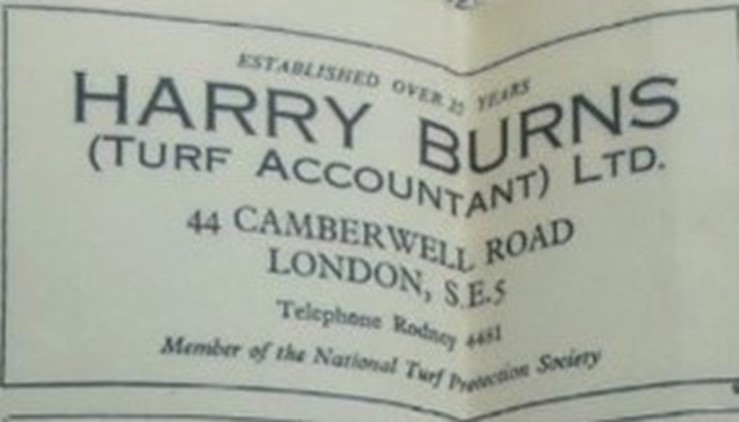 ESTABLISHED OVER 25 YEARS
HARRY BURNS
(TURF ACCOUNTANT) LTD.
44 CAMBERWELL ROAD
LONDON, S.E.5
Telephone Rodney 4481
Member of the National Turf Protection Society